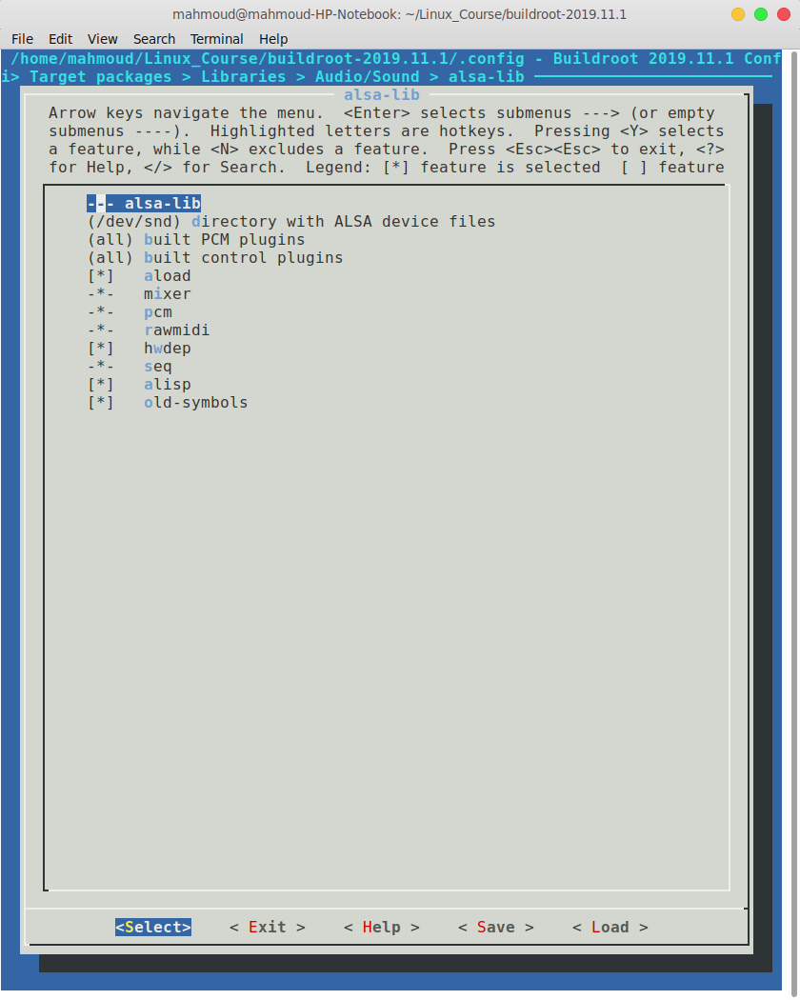 mahmoud@mahmoud-HP-Notebook: ~/Linux_Course/buildroot-2019.11.1
File Edit View Search Terminal Help
/home/mahmoud/Linux_Course/buildroot-2019.11.1/.config - Buildroot 2019.11.1 Conf
i> Target packages > Libraries > Audio/Sound > alsa-lib
alsa-lib
Arrow keys navigate the menu.  <Enter> selects submenus ---> (or empty
submenus ----).  Highlighted letters are hotkeys.  Pressing <Y> selects
a feature, while <N> excludes a feature.  Press <Esc><Esc> to exit, <?>
for Help, </> for Search.  Legend: [*] feature is selected  [ ] feature
--- alsa-lib
(/dev/snd) directory with ALSA device files
(all) built PCM plugins
(all) built control plugins
[*]   aload
-*-   mixer
-*-   pcm
-*-   rawmidi
[*]   hwdep
-*-   seq
[*]   alisp
[*]   old-symbols
<Select>    < Exit >    < Help >    < Save >    < Load >